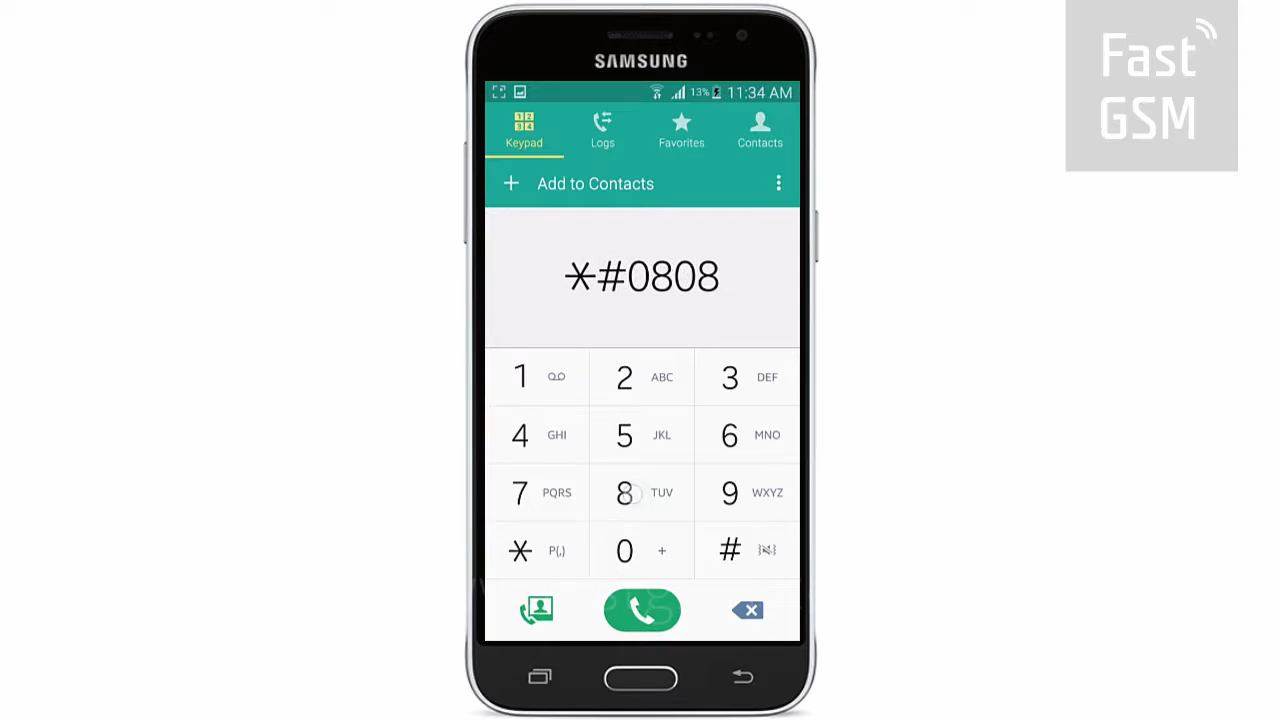 SAMSUNG
13% 11:34 AM
Keypad Logs Favorites Contacts
+ Add to Contacts
*#0808
1 2 ABC 3 DEF
4 GHI 5 JKL 6 MNO
7 PQRS 8 TUV 9 WXYZ
* P(,) 0 + #
Fast
GSM